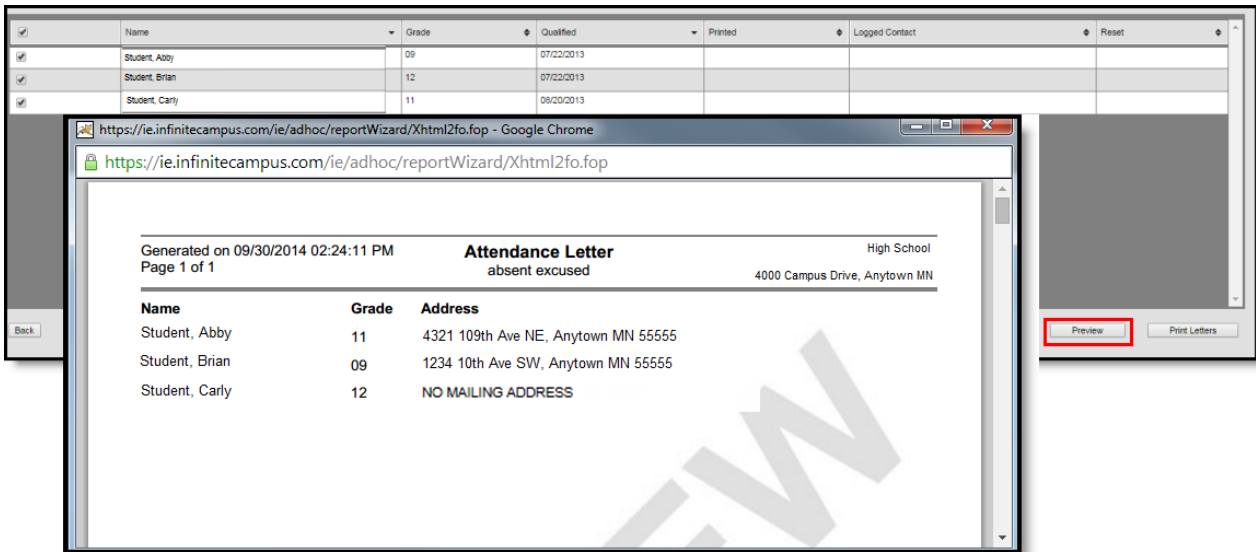 Name Grade Qualified Printed Logged Contact Reset
Student, Abby 09 07/22/2013
Student, Brian 12 07/22/2013
Student, Carly 11 08/20/2013
https://ie.infinitecampus.com/ie/adhoc/reportWizard/Xhtml2fo.fop - Google Chrome
https://ie.infinitecampus.com/ie/adhoc/reportWizard/Xhtml2fo.fop
Generated on 09/30/2014 02:24:11 PM Attendance Letter High School
Page 1 of 1 absent excused 4000 Campus Drive, Anytown MN
Name Grade Address
Student, Abby 11 4321 109th Ave NE, Anytown MN 55555
Student, Brian 09 1234 10th Ave SW, Anytown MN 55555
Student, Carly 12 NO MAILING ADDRESS
Back Preview Print Letters
EW